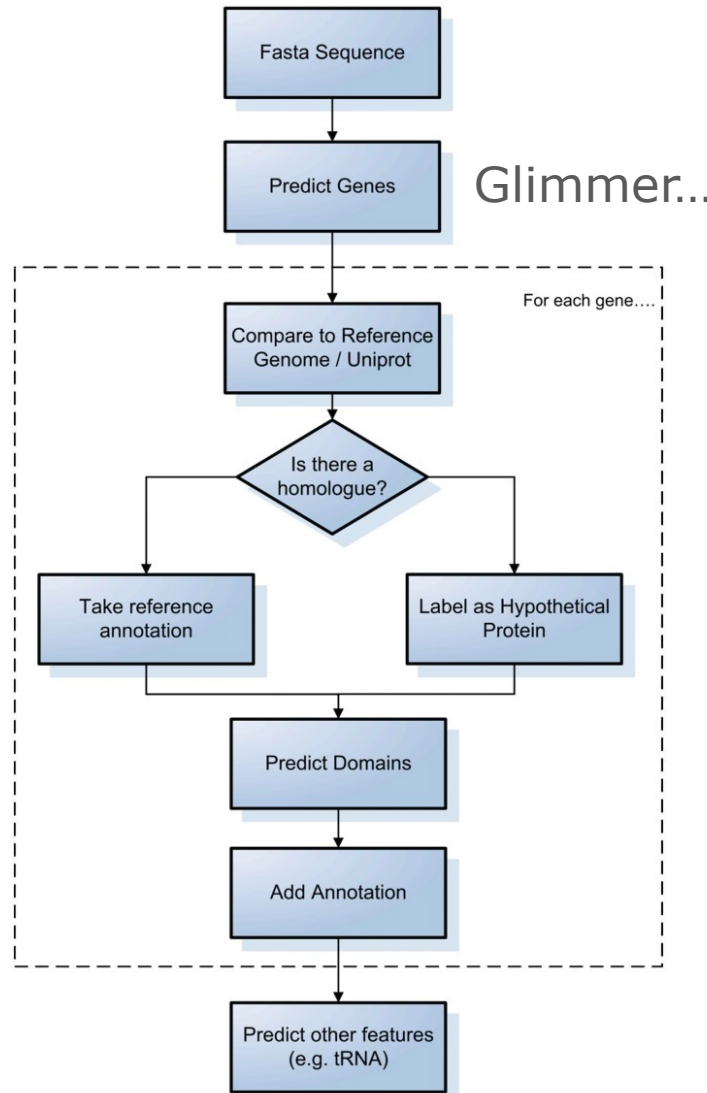 Fasta Sequence
Predict Genes
Glimmer...
For each gene....
Compare to Reference
Genome / Uniprot
Is there a
homologue?
Take reference
annotation
Label as Hypothetical
Protein
Predict Domains
Add Annotation
Predict other features
(e.g. tRNA)